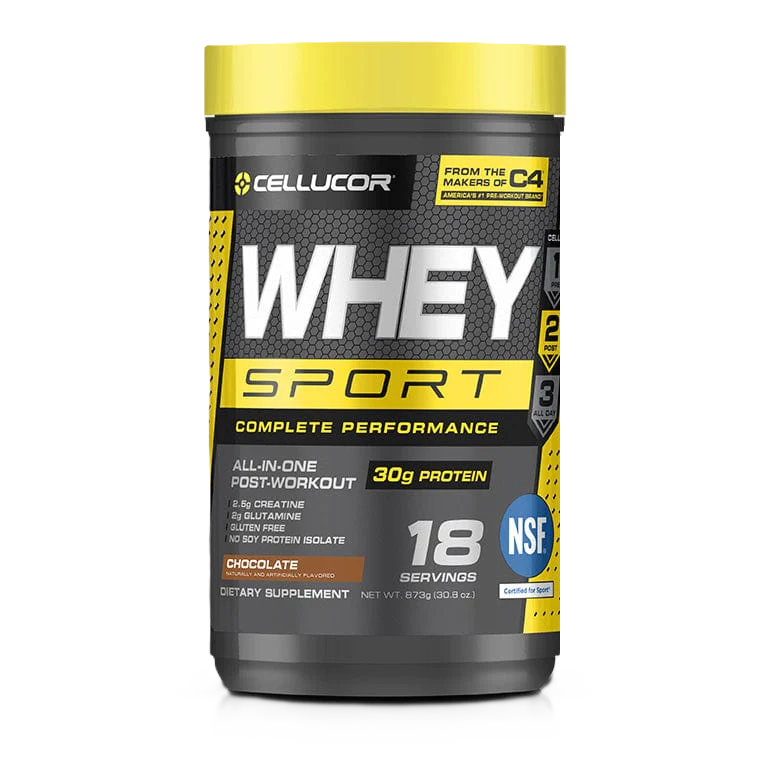 CELLUCOR®
FROM THE
MAKERS OF C4®
AMERICA'S #1 PRE-WORKOUT BRAND
WHEY
SPORT
COMPLETE PERFORMANCE
CELL
1
PRE
2
POST
3
ALL DAY
ALL-IN-ONE
POST-WORKOUT
30g PROTEIN
2.5g CREATINE
2g GLUTAMINE
GLUTEN FREE
NO SOY PROTEIN ISOLATE
18
SERVINGS
NSF®
Certified for Sport®
CHOCOLATE
NATURALLY AND ARTIFICIALLY FLAVORED
DIETARY SUPPLEMENT
NET WT. 873g (30.8 oz.)